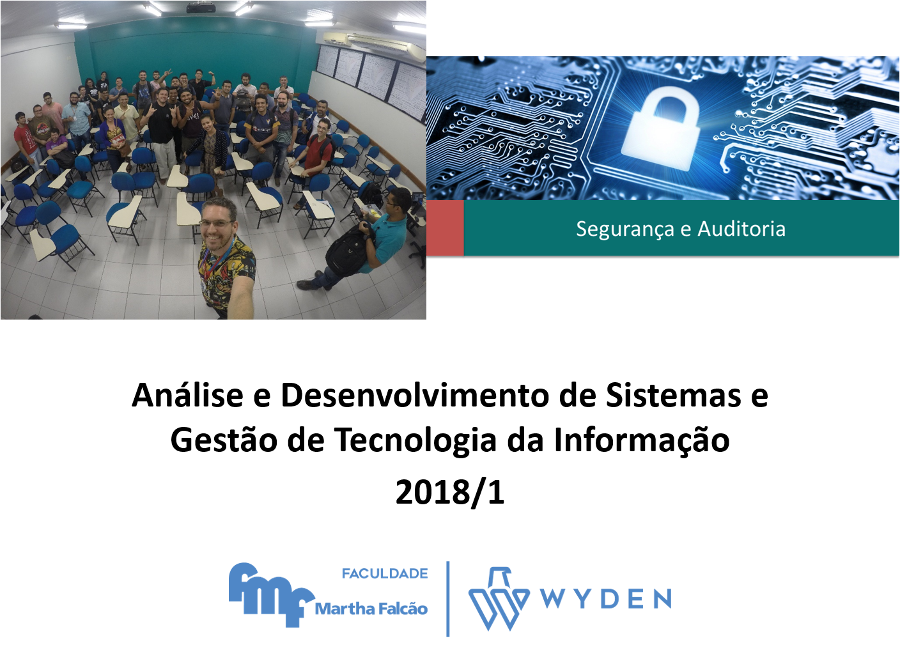 Segurança e Auditoria
Análise e Desenvolvimento de Sistemas e
Gestão de Tecnologia da Informação
2018/1
fmf
FACULDADE
Martha Falcão
WYDEN